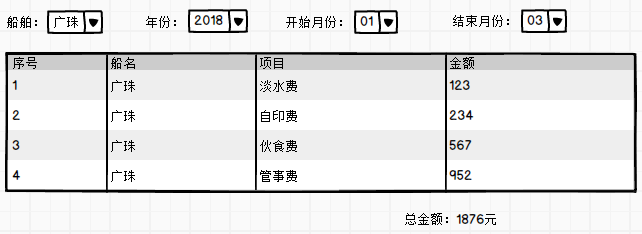 船舶： 广珠 年份： 2018 开始月份： 01 结束月份： 03
序号 船名 项目 金额
1 广珠 淡水费 123
2 广珠 自印费 234
3 广珠 伙食费 567
4 广珠 管事费 952
总金额：1876元